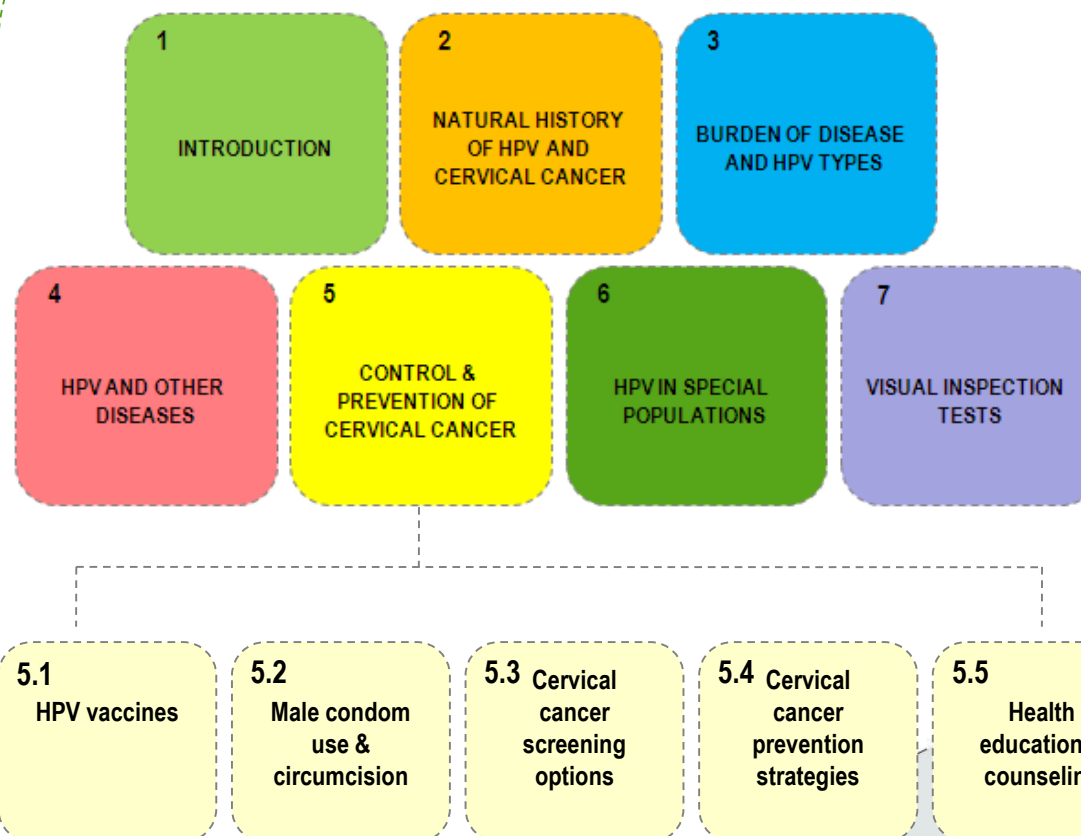 1
INTRODUCTION
2
NATURAL HISTORY
OF HPV AND
CERVICAL CANCER
3
BURDEN OF DISEASE
AND HPV TYPES
4
HPV AND OTHER
DISEASES
5
CONTROL &
PREVENTION OF
CERVICAL CANCER
6
HPV IN SPECIAL
POPULATIONS
7
VISUAL INSPECTION
TESTS
5.1
HPV vaccines
5.2
Male condom
use &
circumcision
5.3 Cervical
cancer
screening
options
5.4 Cervical
cancer
prevention
strategies
5.5
Health
education